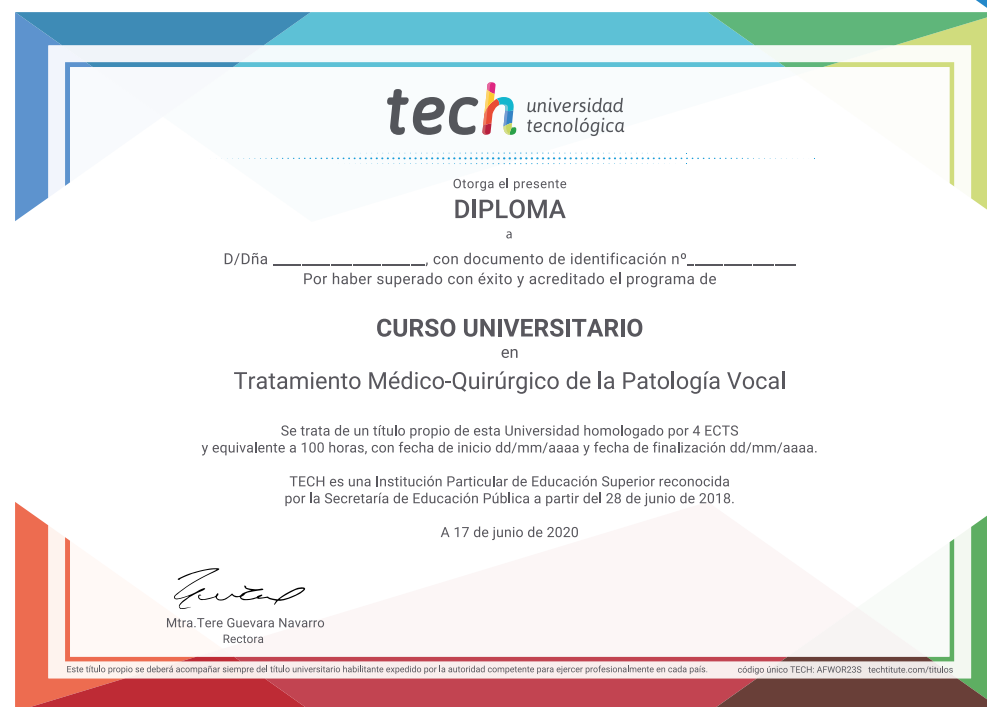 tech universidad
tecnológica
Otorga el presente
DIPLOMA
a
D/Dña ____________________, con documento de identificación nº______________
Por haber superado con éxito y acreditado el programa de
CURSO UNIVERSITARIO
en
Tratamiento Médico-Quirúrgico de la Patología Vocal
Se trata de un título propio de esta Universidad homologado por 4 ECTS
y equivalente a 100 horas, con fecha de inicio dd/mm/aaaa y fecha de finalización dd/mm/aaaa.
TECH es una Institución Particular de Educación Superior reconocida
por la Secretaría de Educación Pública a partir del 28 de junio de 2018.
A 17 de junio de 2020
Mtra.Tere Guevara Navarro
Rectora
Este título propio se deberá acompañar siempre del título universitario habilitante expedido por la autoridad competente para ejercer profesionalmente en cada país. código único TECH: AFWOR23S techtitute.com/titulos